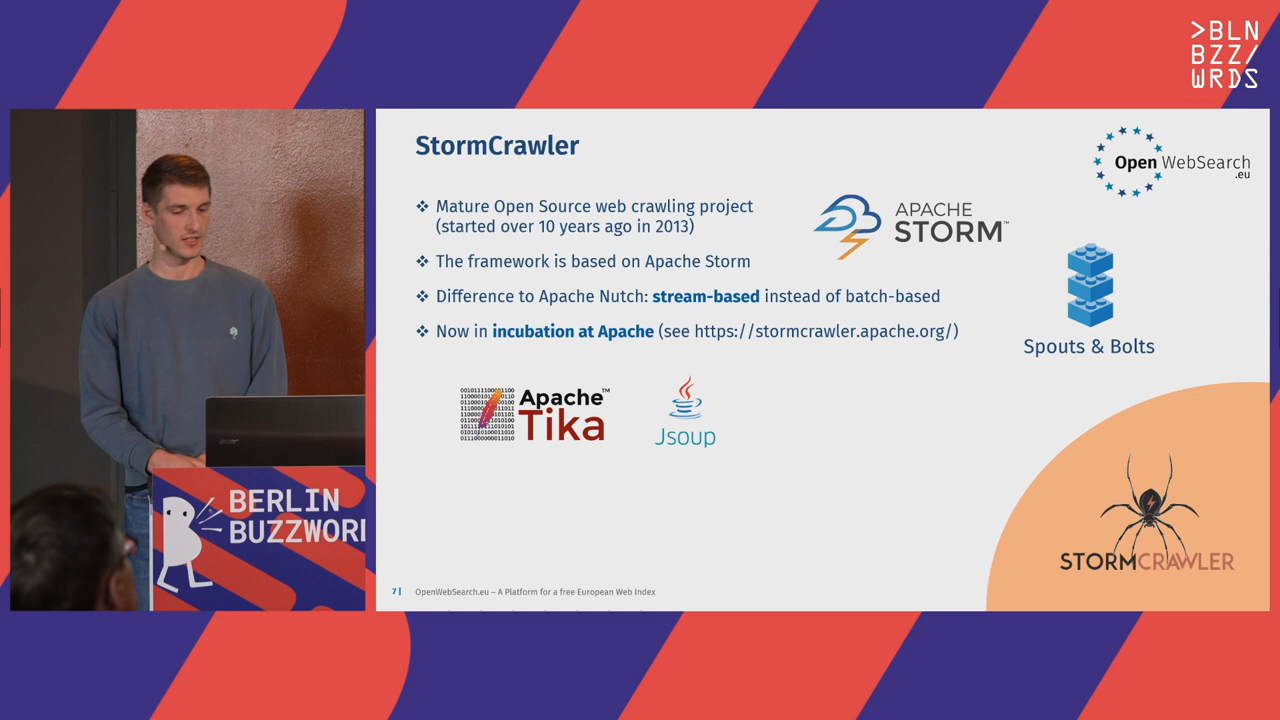 >BLN
BZZ/
WRDS
StormCrawler
Open WebSearch
.eu
❖ Mature Open Source web crawling project
(started over 10 years ago in 2013)
❖ The framework is based on Apache Storm
❖ Difference to Apache Nutch: stream-based instead of batch-based
❖ Now in incubation at Apache (see https://stormcrawler.apache.org/)
APACHE
STORM™
Spouts & Bolts
Apache™
Tika
Jsoup
STORMCRAWLER
7 | OpenWebSearch.eu – A Platform for a free European Web Index
BERLIN
BUZZWOR